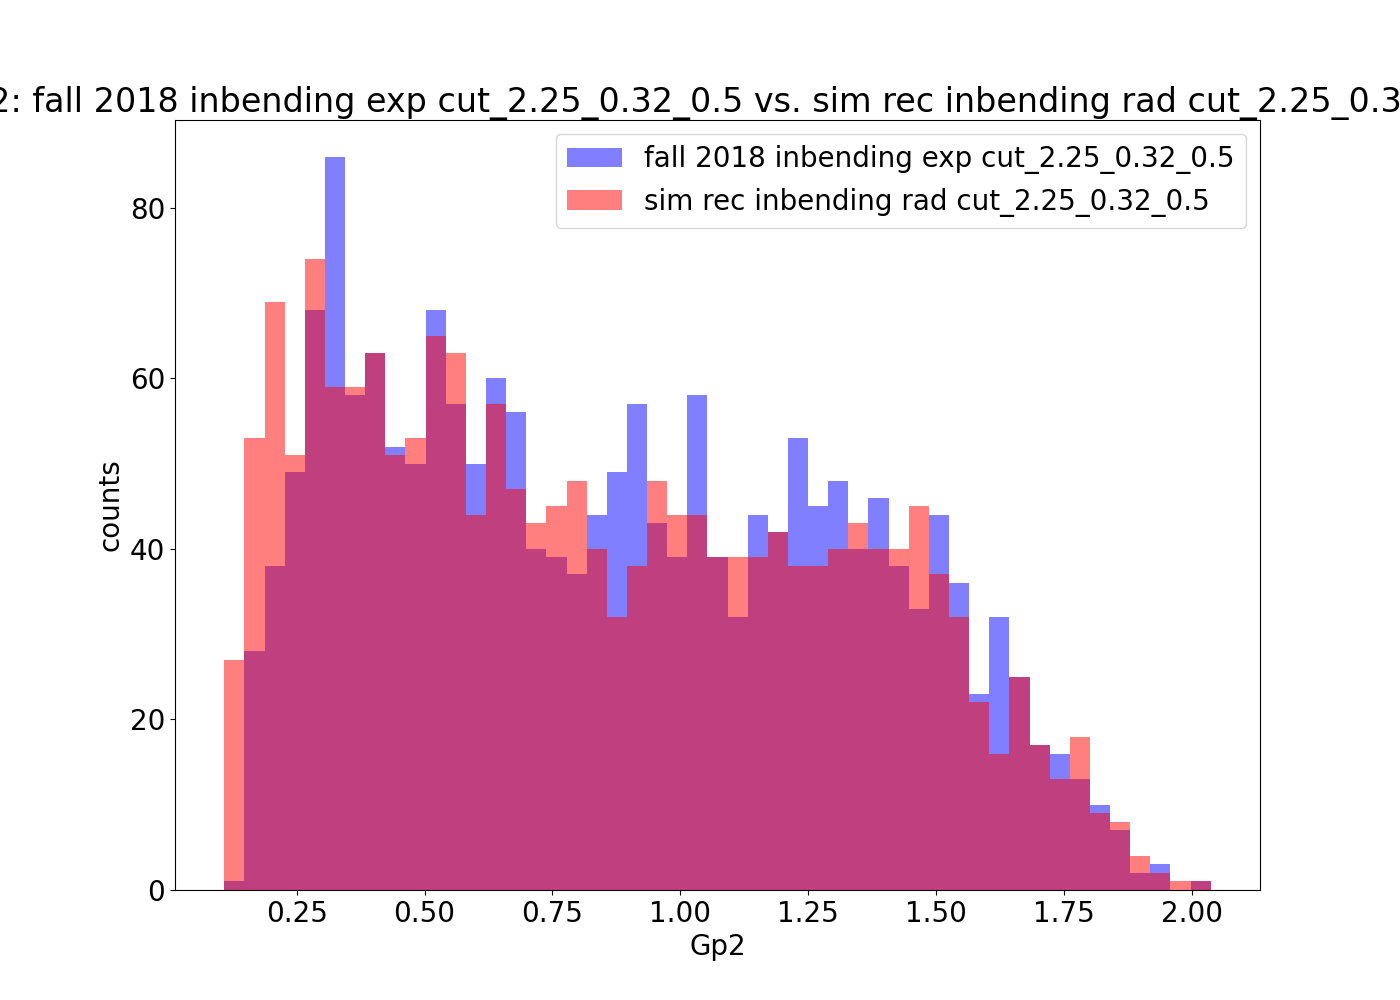 2: fall 2018 inbending exp cut_2.25_0.32_0.5 vs. sim rec inbending rad cut_2.25_0.3
fall 2018 inbending exp cut_2.25_0.32_0.5
sim rec inbending rad cut_2.25_0.32_0.5
80
60
40
20
0
counts
0.25 0.50 0.75 1.00 1.25 1.50 1.75 2.00
Gp2